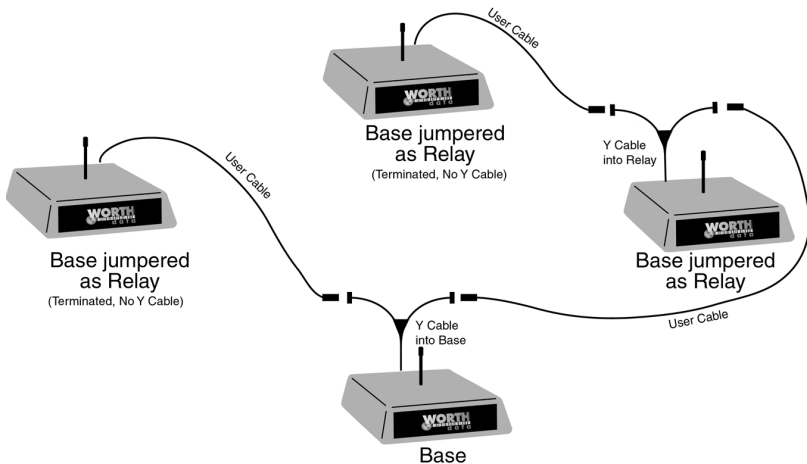 User Cable
WORTH
data
Base jumpered
as Relay
(Terminated, No Y Cable)
Y Cable
into Relay
WORTH
data
Base jumpered
as Relay
User Cable
WORTH
data
Base jumpered
as Relay
(Terminated, No Y Cable)
User Cable
Y Cable
into Base
WORTH
data
Base